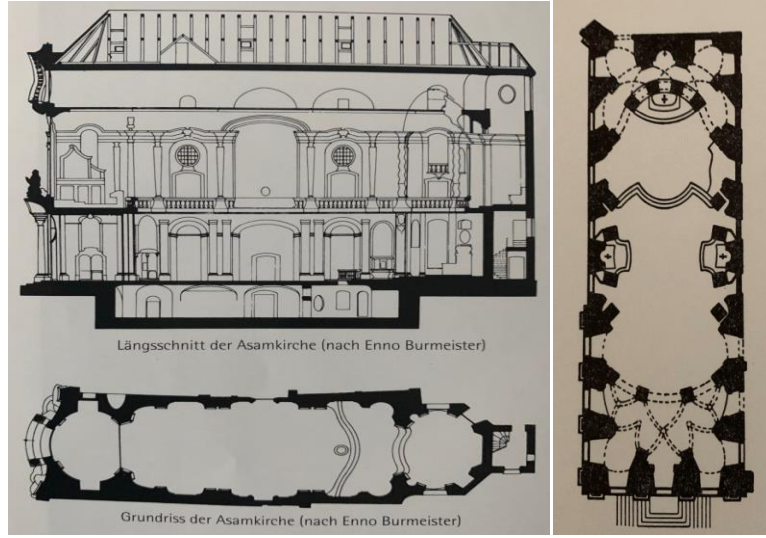 Längsschnitt der Asamkirche (nach Enno Burmeister)
Grundriss der Asamkirche (nach Enno Burmeister)